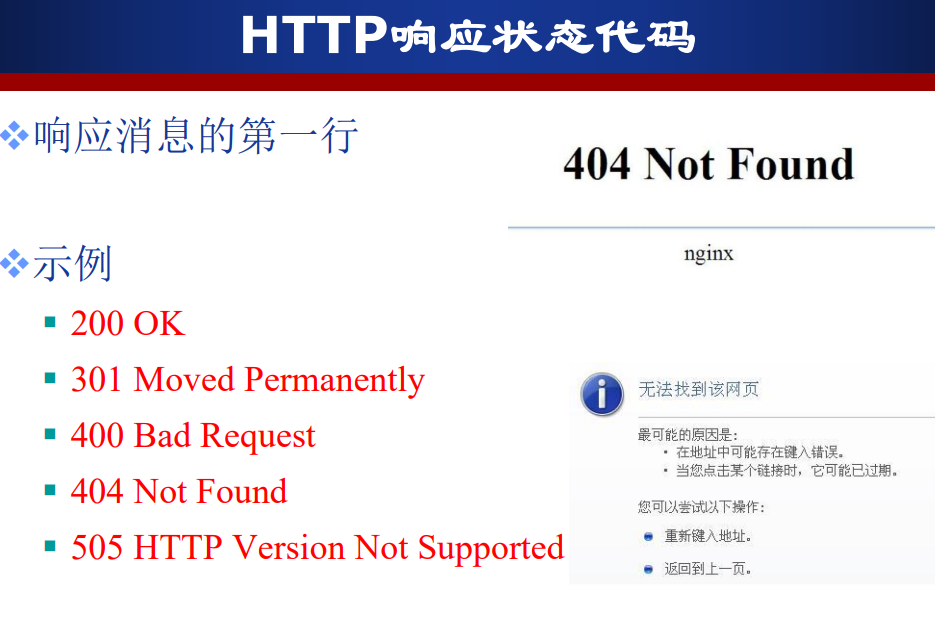 HTTP响应状态代码
响应消息的第一行
示例
200 OK
301 Moved Permanently
400 Bad Request
404 Not Found
505 HTTP Version Not Supported
404 Not Found
nginx
无法找到该网页
最可能的原因是:
• 在地址中可能存在键入错误。
• 当您点击某个链接时，它可能已过期。
您可以尝试以下操作:
重新键入地址。
返回到上一页。